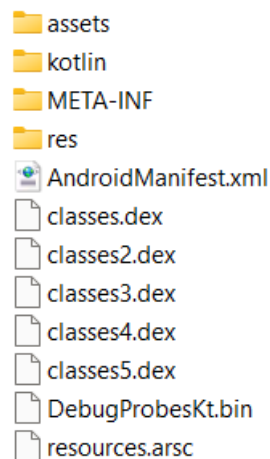 assets
kotlin
META-INF
res
AndroidManifest.xml
classes.dex
classes2.dex
classes3.dex
classes4.dex
classes5.dex
DebugProbesKt.bin
resources.arsc